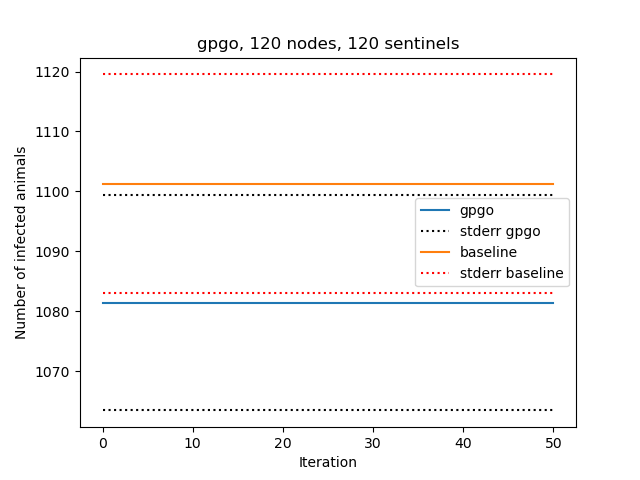 gpgo, 120 nodes, 120 sentinels
1120
1110
1100
1090
1080
1070
Number of infected animals
gpgo
stderr gpgo
baseline
stderr baseline
0 10 20 30 40 50
Iteration